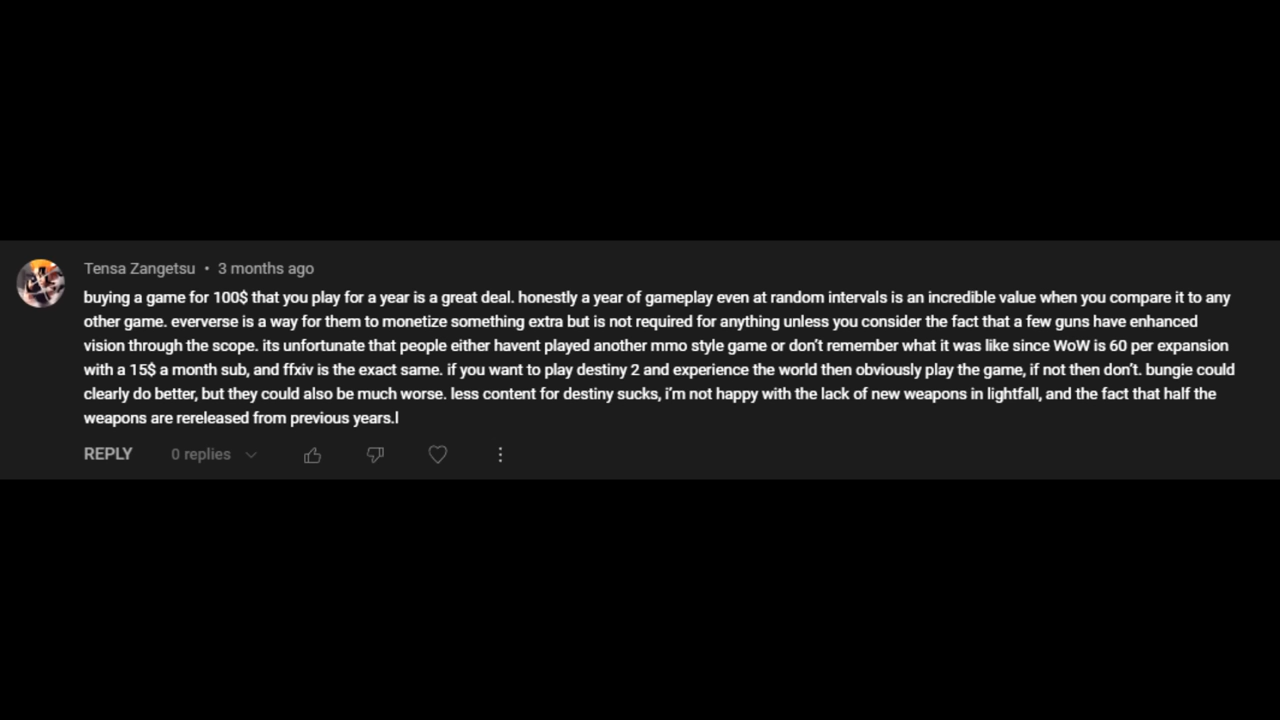 Tensa Zangetsu • 3 months ago
buying a game for 100$ that you play for a year is a great deal. honestly a year of gameplay even at random intervals is an incredible value when you compare it to any
other game. eververse is a way for them to monetize something extra but is not required for anything unless you consider the fact that a few guns have enhanced
vision through the scope. its unfortunate that people either havent played another mmo style game or don't remember what it was like since WoW is 60 per expansion
with a 15$ a month sub, and ffxiv is the exact same. if you want to play destiny 2 and experience the world then obviously play the game, if not then don't. bungie could
clearly do better, but they could also be much worse. less content for destiny sucks, i'm not happy with the lack of new weapons in lightfall, and the fact that half the
weapons are rereleased from previous years.l
REPLY 0 replies